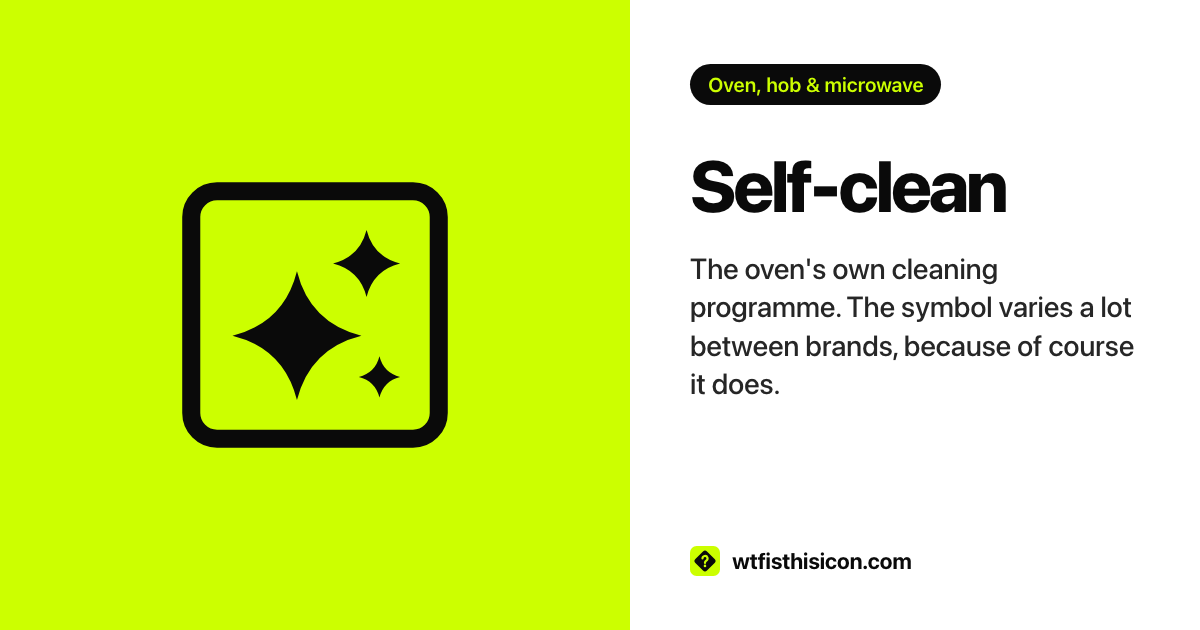 Oven, hob & microwave
Self-clean
The oven's own cleaning
programme. The symbol varies a lot
between brands, because of course
it does.
?
wtfisthisicon.com